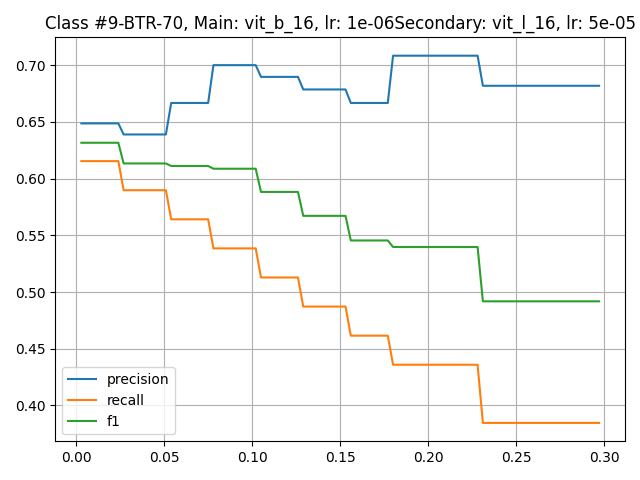 Class #9-BTR-70, Main: vit_b_16, lr: 1e-06Secondary: vit_l_16, lr: 5e-05
0.70
0.65
0.60
0.55
0.50
0.45
0.40
precision
recall
f1
0.00 0.05 0.10 0.15 0.20 0.25 0.30